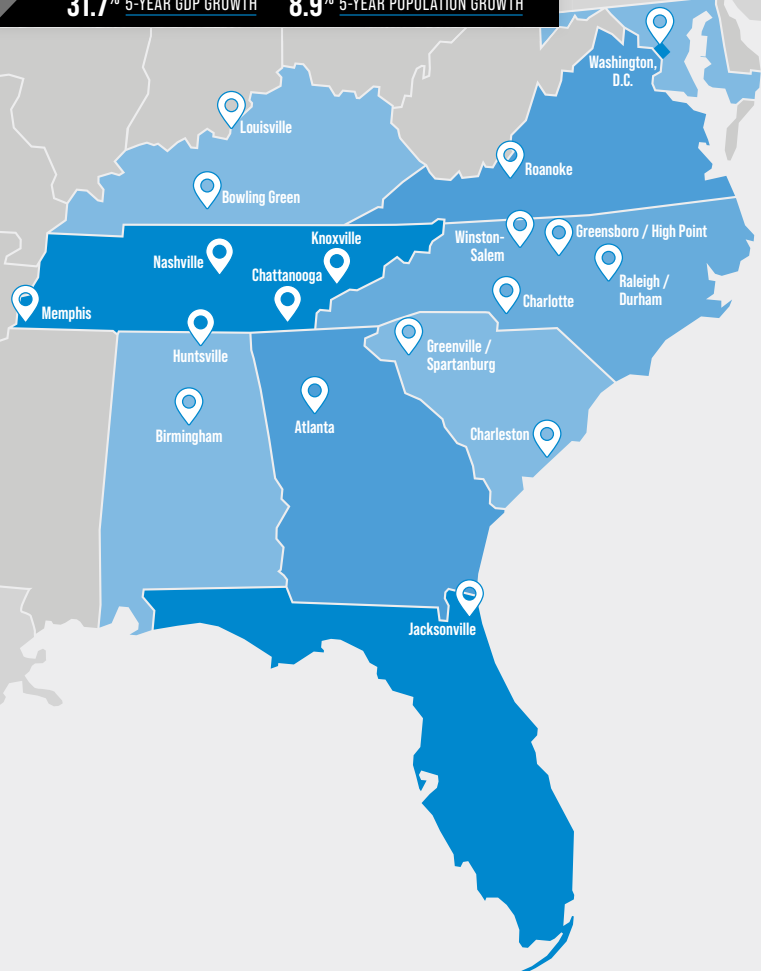 31.7% 5-YEAR GDP GROWTH 8.9% 5-YEAR POPULATION GROWTH
Washington,
D.C.
Louisville
Roanoke
Bowling Green
Winston-
Salem
Greensboro / High Point
Knoxville
Nashville
Chattanooga
Raleigh /
Durham
Charlotte
Memphis
Huntsville
Greenville /
Spartanburg
Birmingham
Atlanta
Charleston
Jacksonville